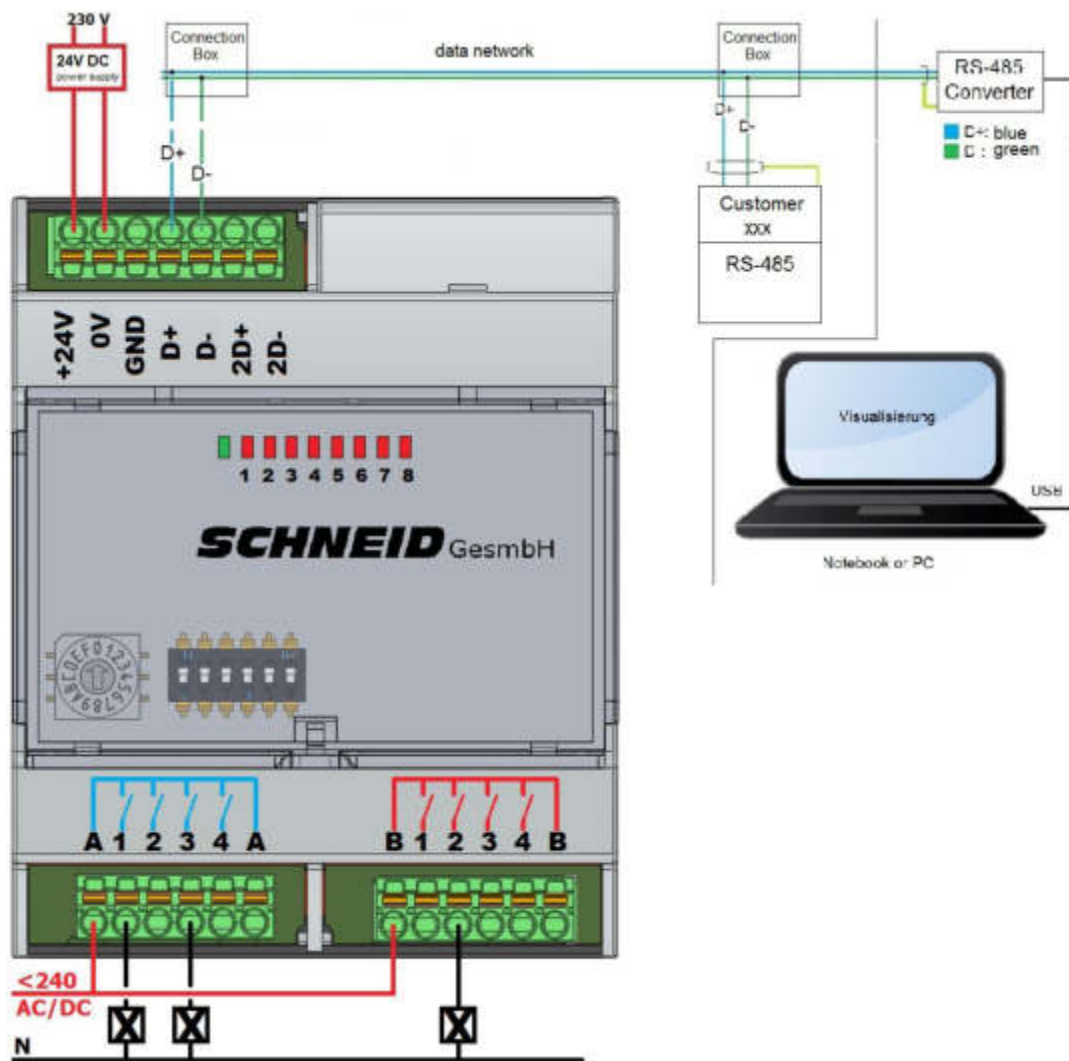 230 V
24V DC
power supply
Connection
Box
data network
Connection
Box
RS-485
Converter
D+: blue
D-: green
D+
D-
D+
D-
Customer
xxx
RS-485
+24V
0V
GND
D+
D-
2D+
2D-
1 2 3 4 5 6 7 8
SCHNEID GesmbH
0123456789ABCDEF
Visualisierung
USB
Notebook or PC
A 1 2 3 4 A
B 1 2 3 4 B
<240
AC/DC
X X X
N